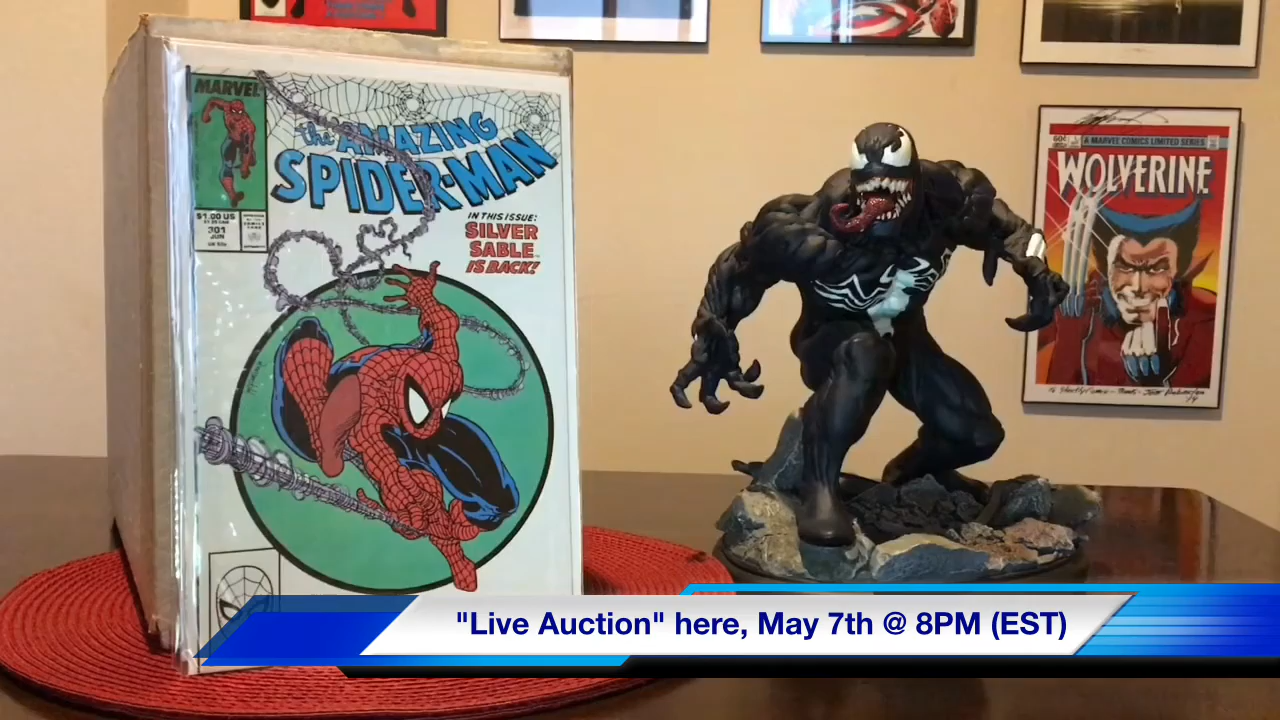 MARVEL
the AMAZING
SPIDER-MAN
$1.00 US
301
JUN
IN THIS ISSUE:
SILVER
SABLE
IS BACK!
A MARVEL COMICS LIMITED SERIES
WOLVERINE
"Live Auction" here, May 7th @ 8PM (EST)